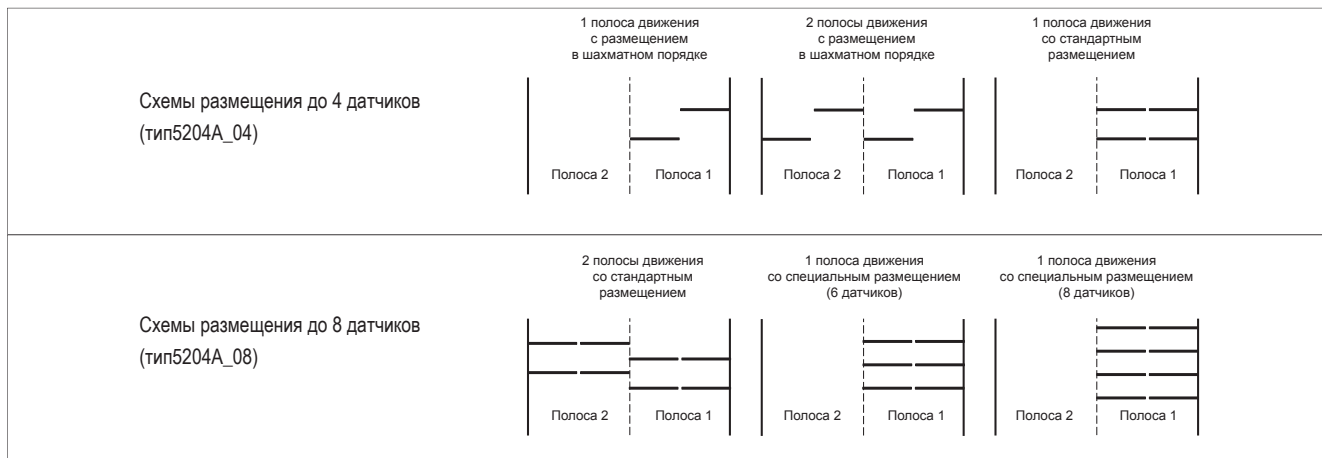 1 полоса движения
с размещением
в шахматном порядке
2 полосы движения
с размещением
в шахматном порядке
1 полоса движения
со стандартным
размещением
Схемы размещения до 4 датчиков
(тип5204A_04)
Полоса 2
Полоса 1
Полоса 2
Полоса 1
Полоса 2
Полоса 1
2 полосы движения
со стандартным
размещением
1 полоса движения
со специальным размещением
(6 датчиков)
1 полоса движения
со специальным размещением
(8 датчиков)
Схемы размещения до 8 датчиков
(тип5204A_08)
Полоса 2
Полоса 1
Полоса 2
Полоса 1
Полоса 2
Полоса 1